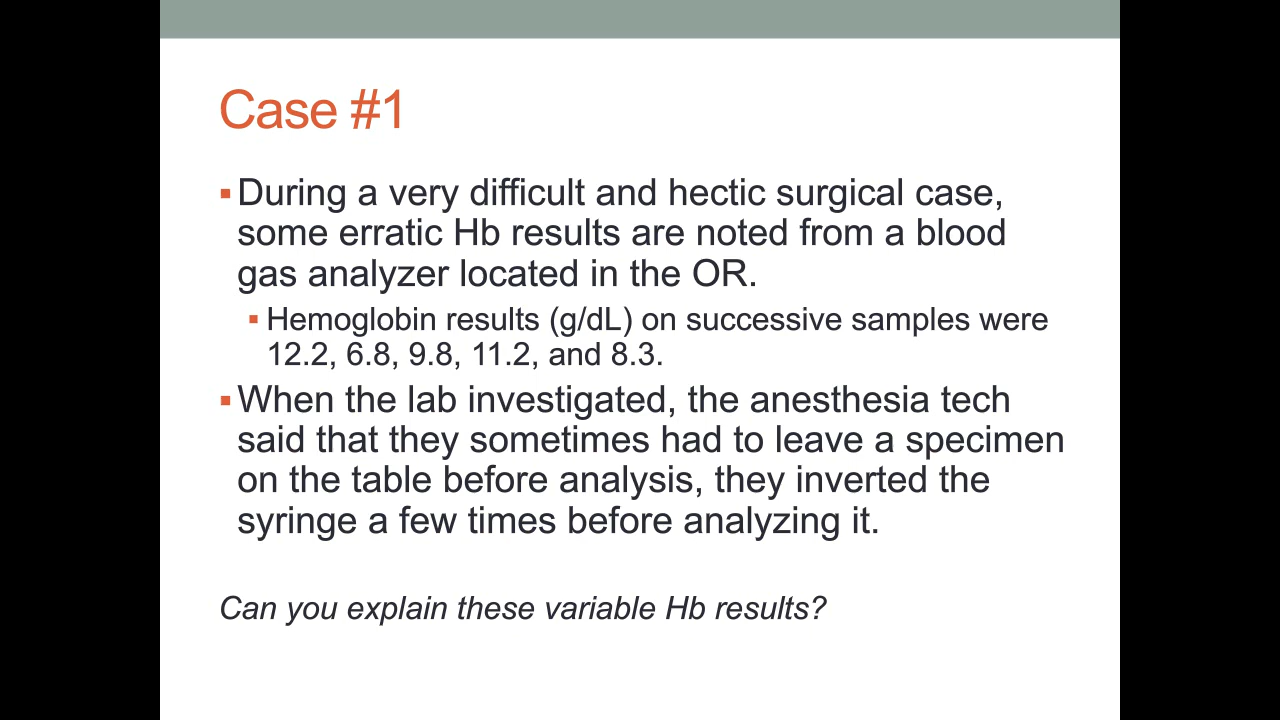 Case #1
▪During a very difficult and hectic surgical case,
some erratic Hb results are noted from a blood
gas analyzer located in the OR.
▪ Hemoglobin results (g/dL) on successive samples were
12.2, 6.8, 9.8, 11.2, and 8.3.
▪When the lab investigated, the anesthesia tech
said that they sometimes had to leave a specimen
on the table before analysis, they inverted the
syringe a few times before analyzing it.
Can you explain these variable Hb results?